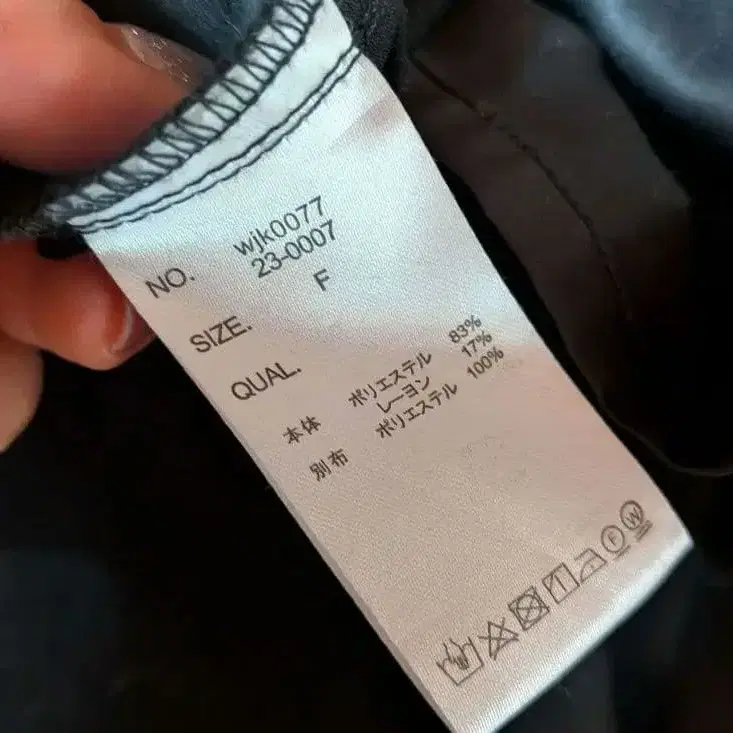 NO. wjk0077
23-0007
SIZE. F
QUAL.
本体 ポリエステル 83%
レーヨン 17%
別布 ポリエステル 100%
F W